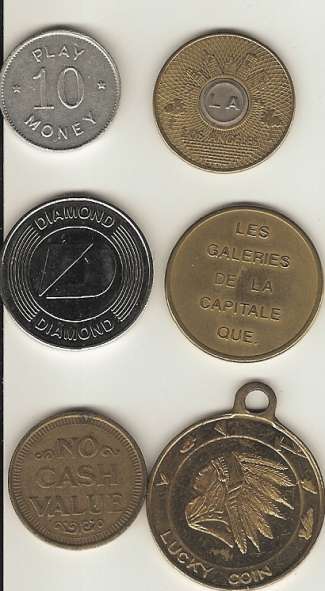 PLAY
10
MONEY
LA
LOS ANGELES
DIAMOND
D
DIAMOND
LES
GALERIES
DE LA
CAPITALE
QUE.
NO
CASH
VALUE
LUCKY COIN